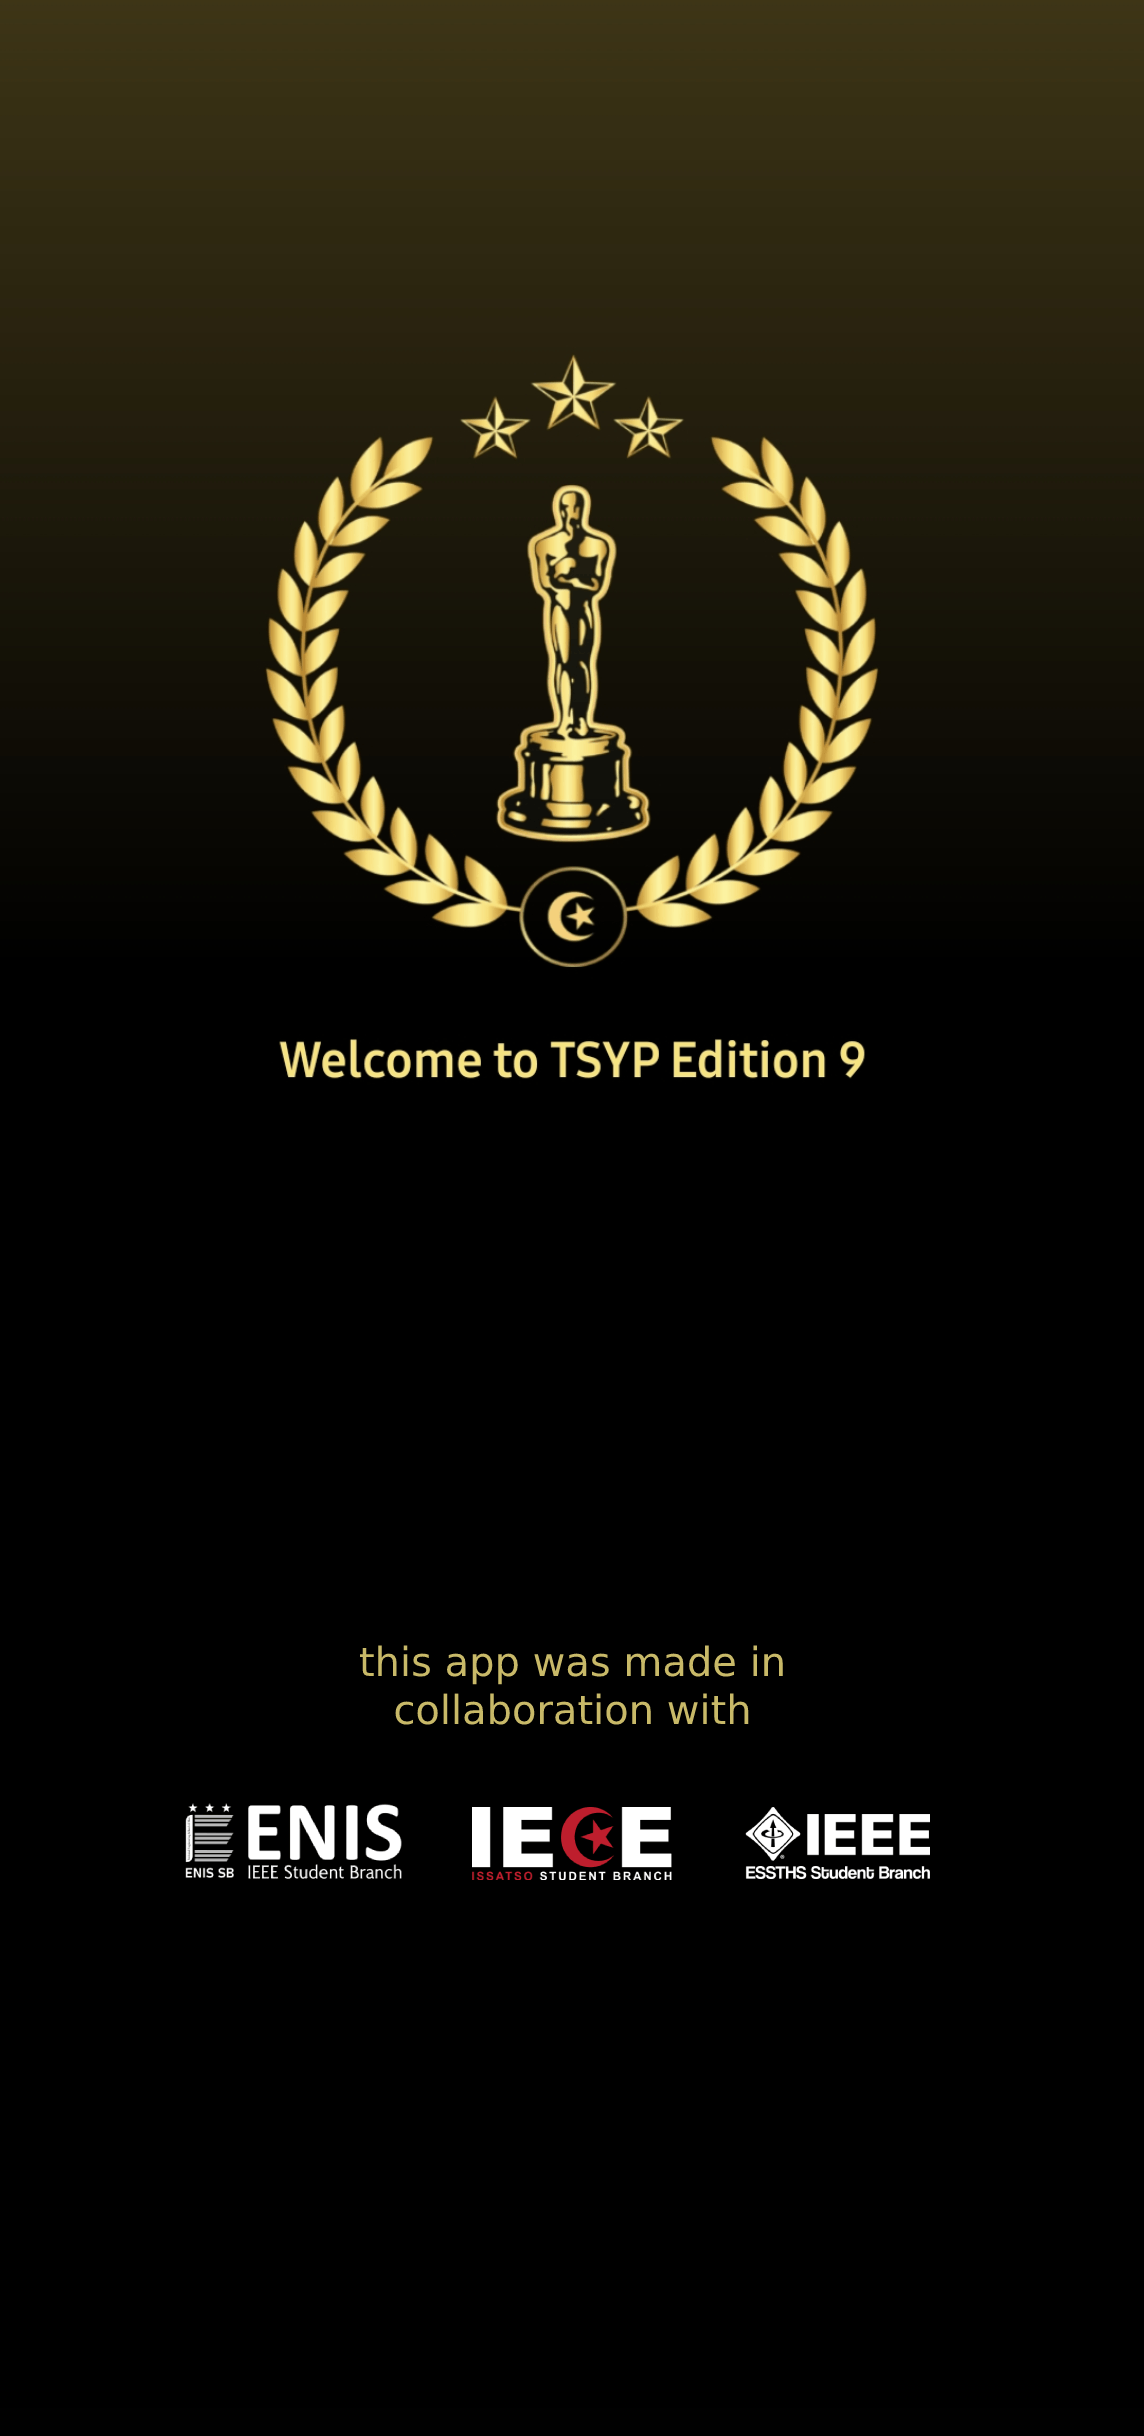 Welcome to TSYP Edition 9
this app was made in
collaboration with
ENIS SB
ENIS
IEEE Student Branch
IEEE
ISSATSO STUDENT BRANCH
IEEE
ESSTHS Student Branch